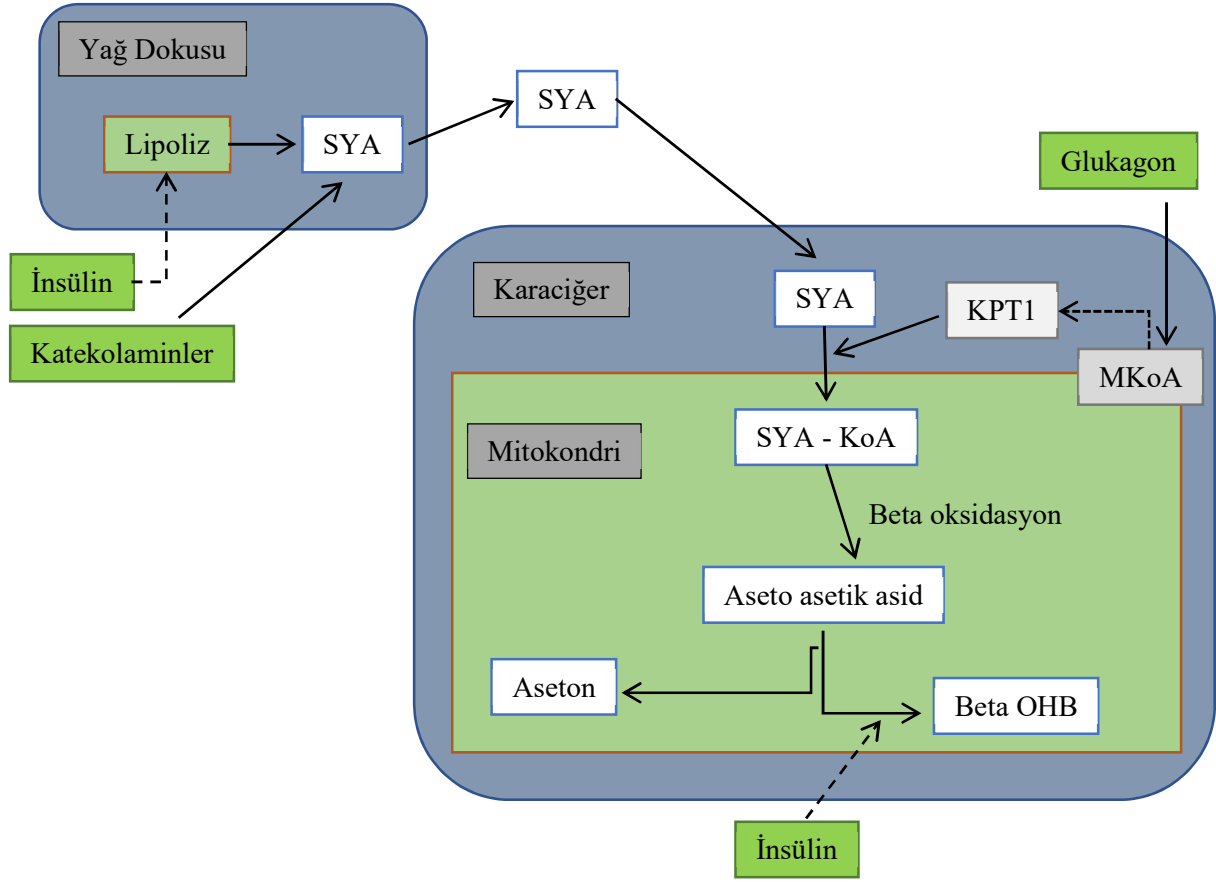 Yağ Dokusu
Lipoliz
SYA
SYA
Glukagon
İnsülin
Katekolaminler
Karaciğer
SYA
KPT1
MKoA
Mitokondri
SYA - KoA
Beta oksidasyon
Aseto asetik asid
Aseton
Beta OHB
İnsülin